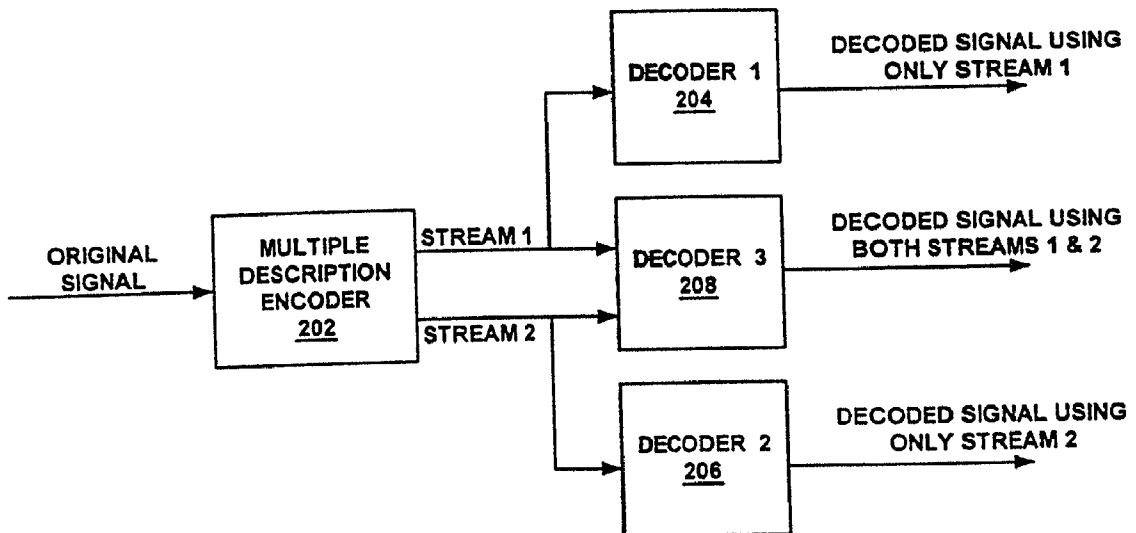 ORIGINAL
SIGNAL
MULTIPLE
DESCRIPTION
ENCODER
202
STREAM 1
STREAM 2
DECODER 1
204
DECODED SIGNAL USING
ONLY STREAM 1
DECODER 3
208
DECODED SIGNAL USING
BOTH STREAMS 1 & 2
DECODER 2
206
DECODED SIGNAL USING
ONLY STREAM 2